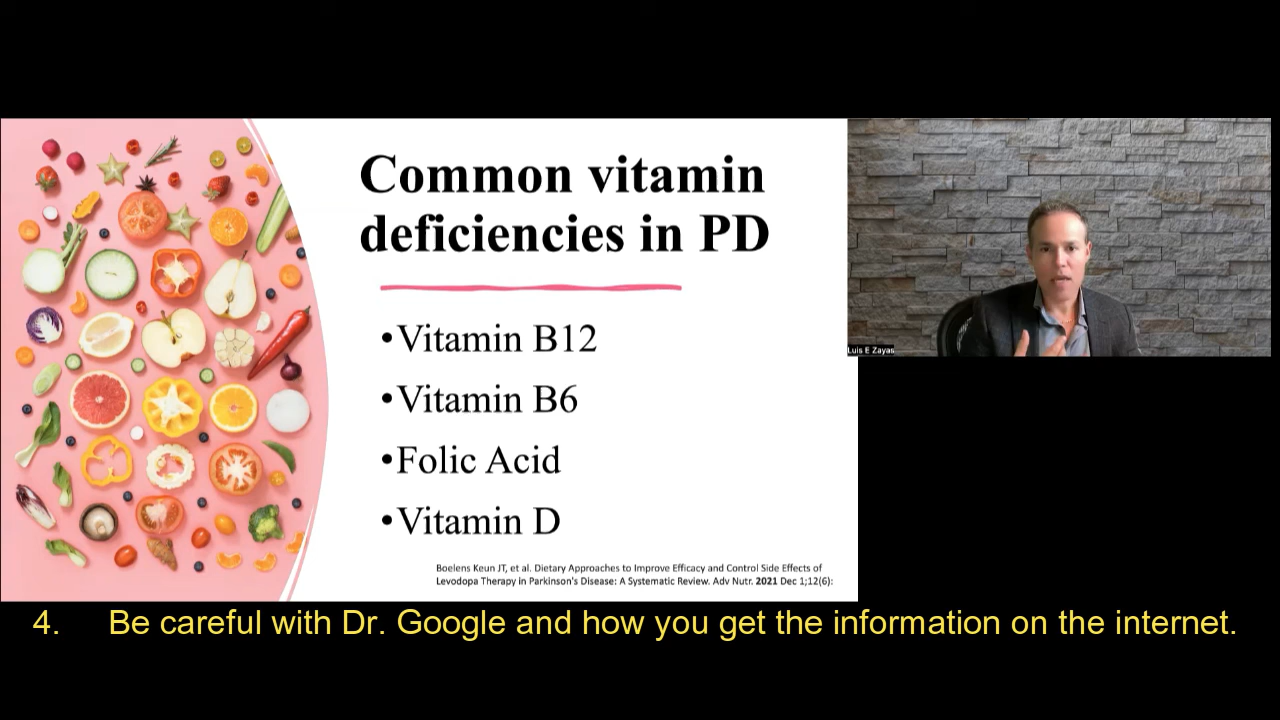 Common vitamin
deficiencies in PD
•Vitamin B12
•Vitamin B6
•Folic Acid
•Vitamin D
Boelens Keun JT, et al. Dietary Approaches to Improve Efficacy and Control Side Effects of
Levodopa Therapy in Parkinson's Disease: A Systematic Review. Adv Nutr. 2021 Dec 1;12(6):
Luis E Zayas
4. Be careful with Dr. Google and how you get the information on the internet.